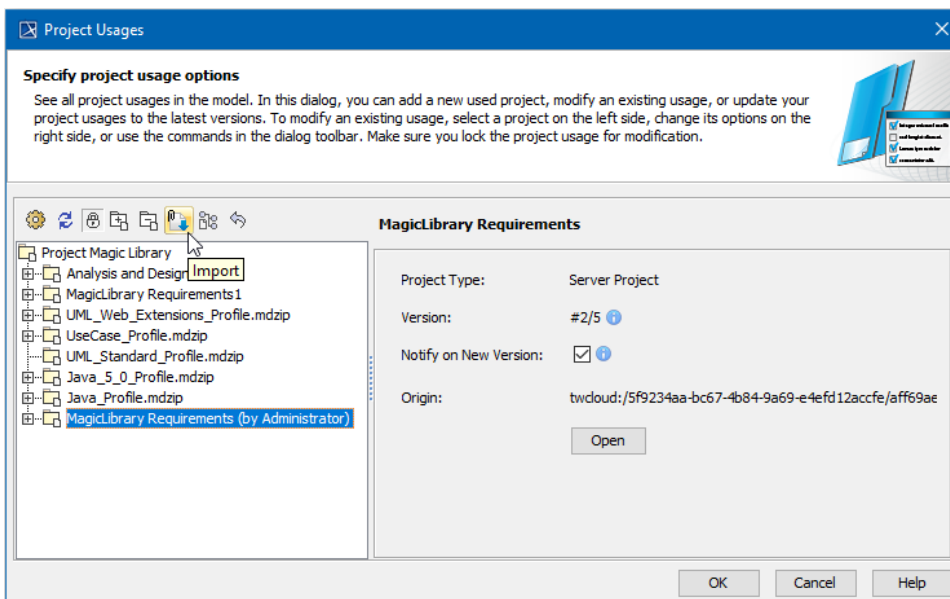 Project Usages
Specify project usage options
See all project usages in the model. In this dialog, you can add a new used project, modify an existing usage, or update your
project usages to the latest versions. To modify an existing usage, select a project on the left side, change its options on the
right side, or use the commands in the dialog toolbar. Make sure you lock the project usage for modification.
MagicLibrary Requirements
Project Magic Library
Analysis and Design
Import
MagicLibrary Requirements1
UML_Web_Extensions_Profile.mdzip
UseCase_Profile.mdzip
UML_Standard_Profile.mdzip
Java_5_0_Profile.mdzip
Java_Profile.mdzip
MagicLibrary Requirements (by Administrator)
Project Type: Server Project
Version: #2/5
Notify on New Version:
Origin: twcloud:/5f9234aa-bc67-4b84-9a69-e4efd12accfe/aff69ae
Open
OK Cancel Help